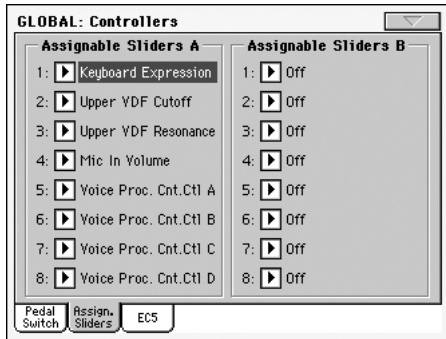 GLOBAL: Controllers
Assignable Sliders A
1: Keyboard Expression
2: Upper VDF Cutoff
3: Upper VDF Resonance
4: Mic In Volume
5: Voice Proc. Cnt.Ctl A
6: Voice Proc. Cnt.Ctl B
7: Voice Proc. Cnt.Ctl C
8: Voice Proc. Cnt.Ctl D
Assignable Sliders B
1: Off
2: Off
3: Off
4: Off
5: Off
6: Off
7: Off
8: Off
Pedal
Switch
Assign.
Sliders
EC5